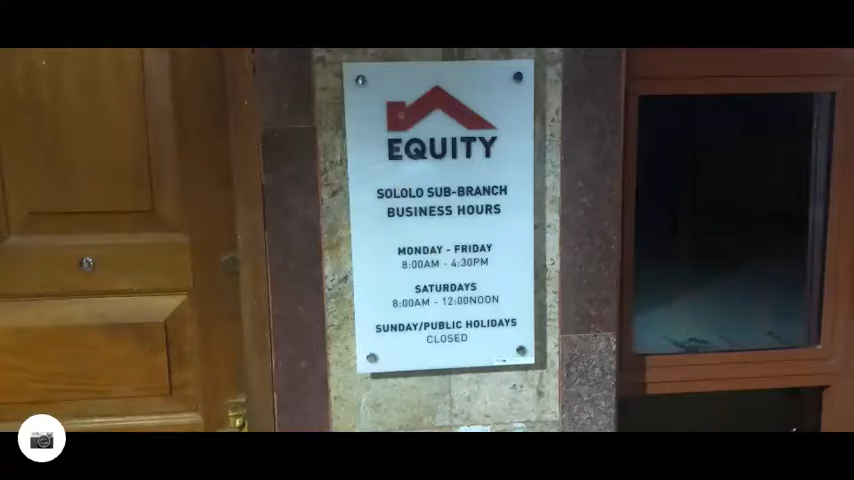 EQUITY
SOLOLO SUB-BRANCH
BUSINESS HOURS
MONDAY - FRIDAY
8:00AM - 4:30PM
SATURDAYS
8:00AM - 12:00NOON
SUNDAY/PUBLIC HOLIDAYS
CLOSED